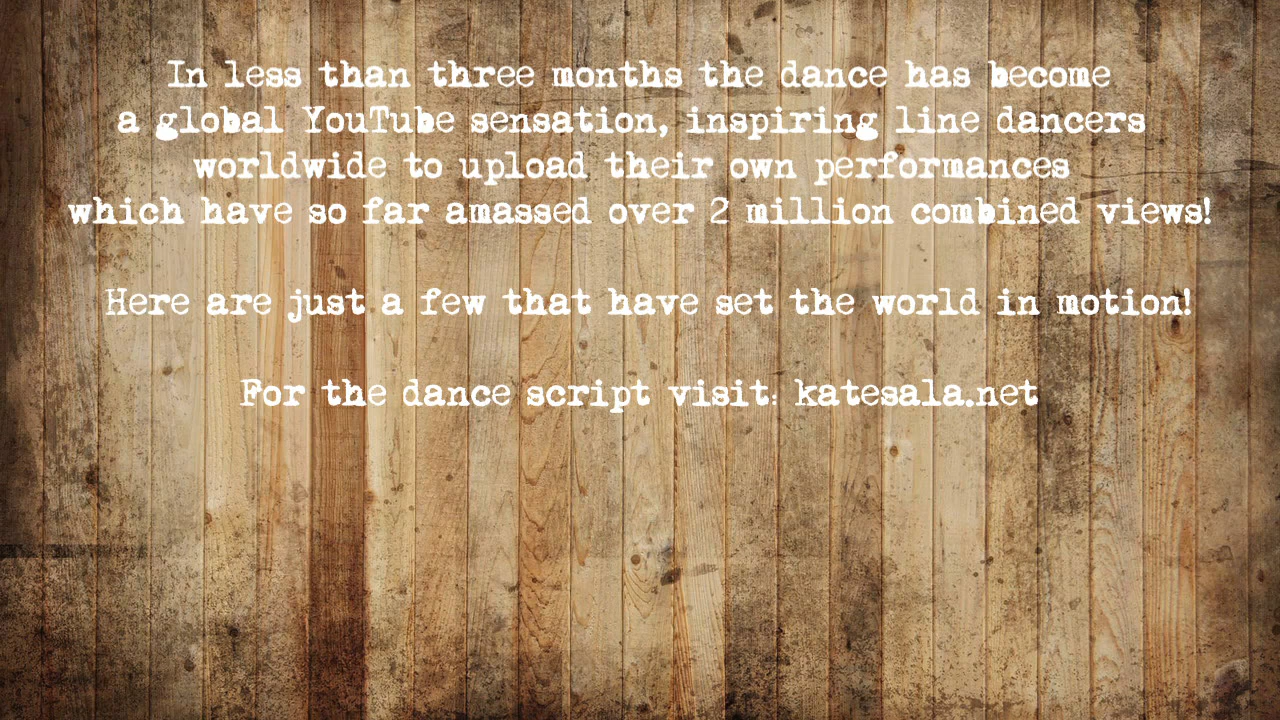 In less than three months the dance has become
a global YouTube sensation, inspiring line dancers
worldwide to upload their own performances
which have so far amassed over 2 million combined views!
Here are just a few that have set the world in motion!
For the dance script visit: katesala.net